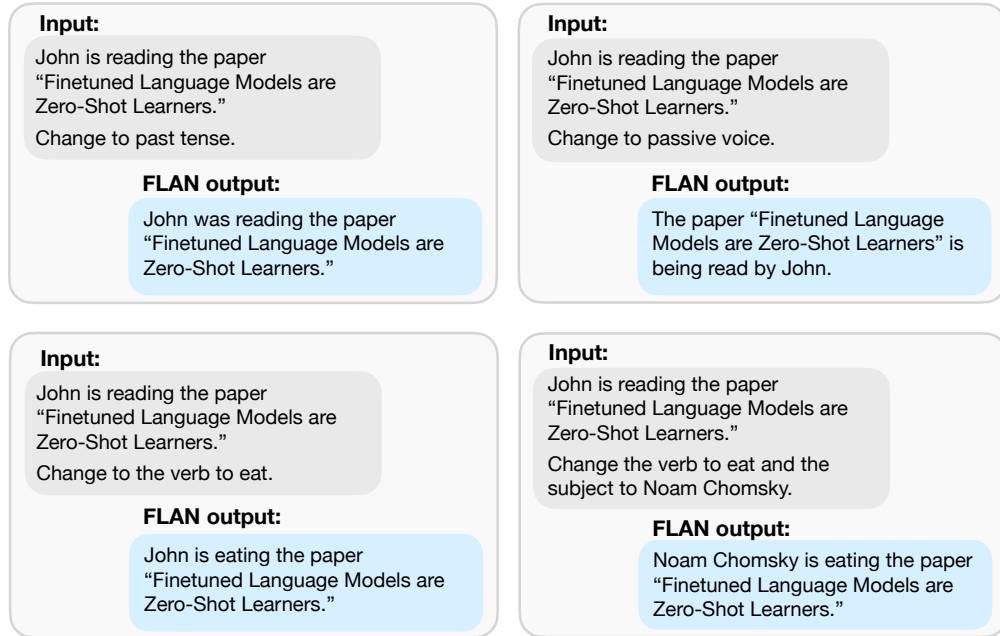 Input:
John is reading the paper
“Finetuned Language Models are
Zero-Shot Learners.”
Change to past tense.
FLAN output:
John was reading the paper
“Finetuned Language Models are
Zero-Shot Learners.”
Input:
John is reading the paper
“Finetuned Language Models are
Zero-Shot Learners.”
Change to passive voice.
FLAN output:
The paper “Finetuned Language
Models are Zero-Shot Learners” is
being read by John.
Input:
John is reading the paper
“Finetuned Language Models are
Zero-Shot Learners.”
Change to the verb to eat.
FLAN output:
John is eating the paper
“Finetuned Language Models are
Zero-Shot Learners.”
Input:
John is reading the paper
“Finetuned Language Models are
Zero-Shot Learners.”
Change the verb to eat and the
subject to Noam Chomsky.
FLAN output:
Noam Chomsky is eating the paper
“Finetuned Language Models are
Zero-Shot Learners.”